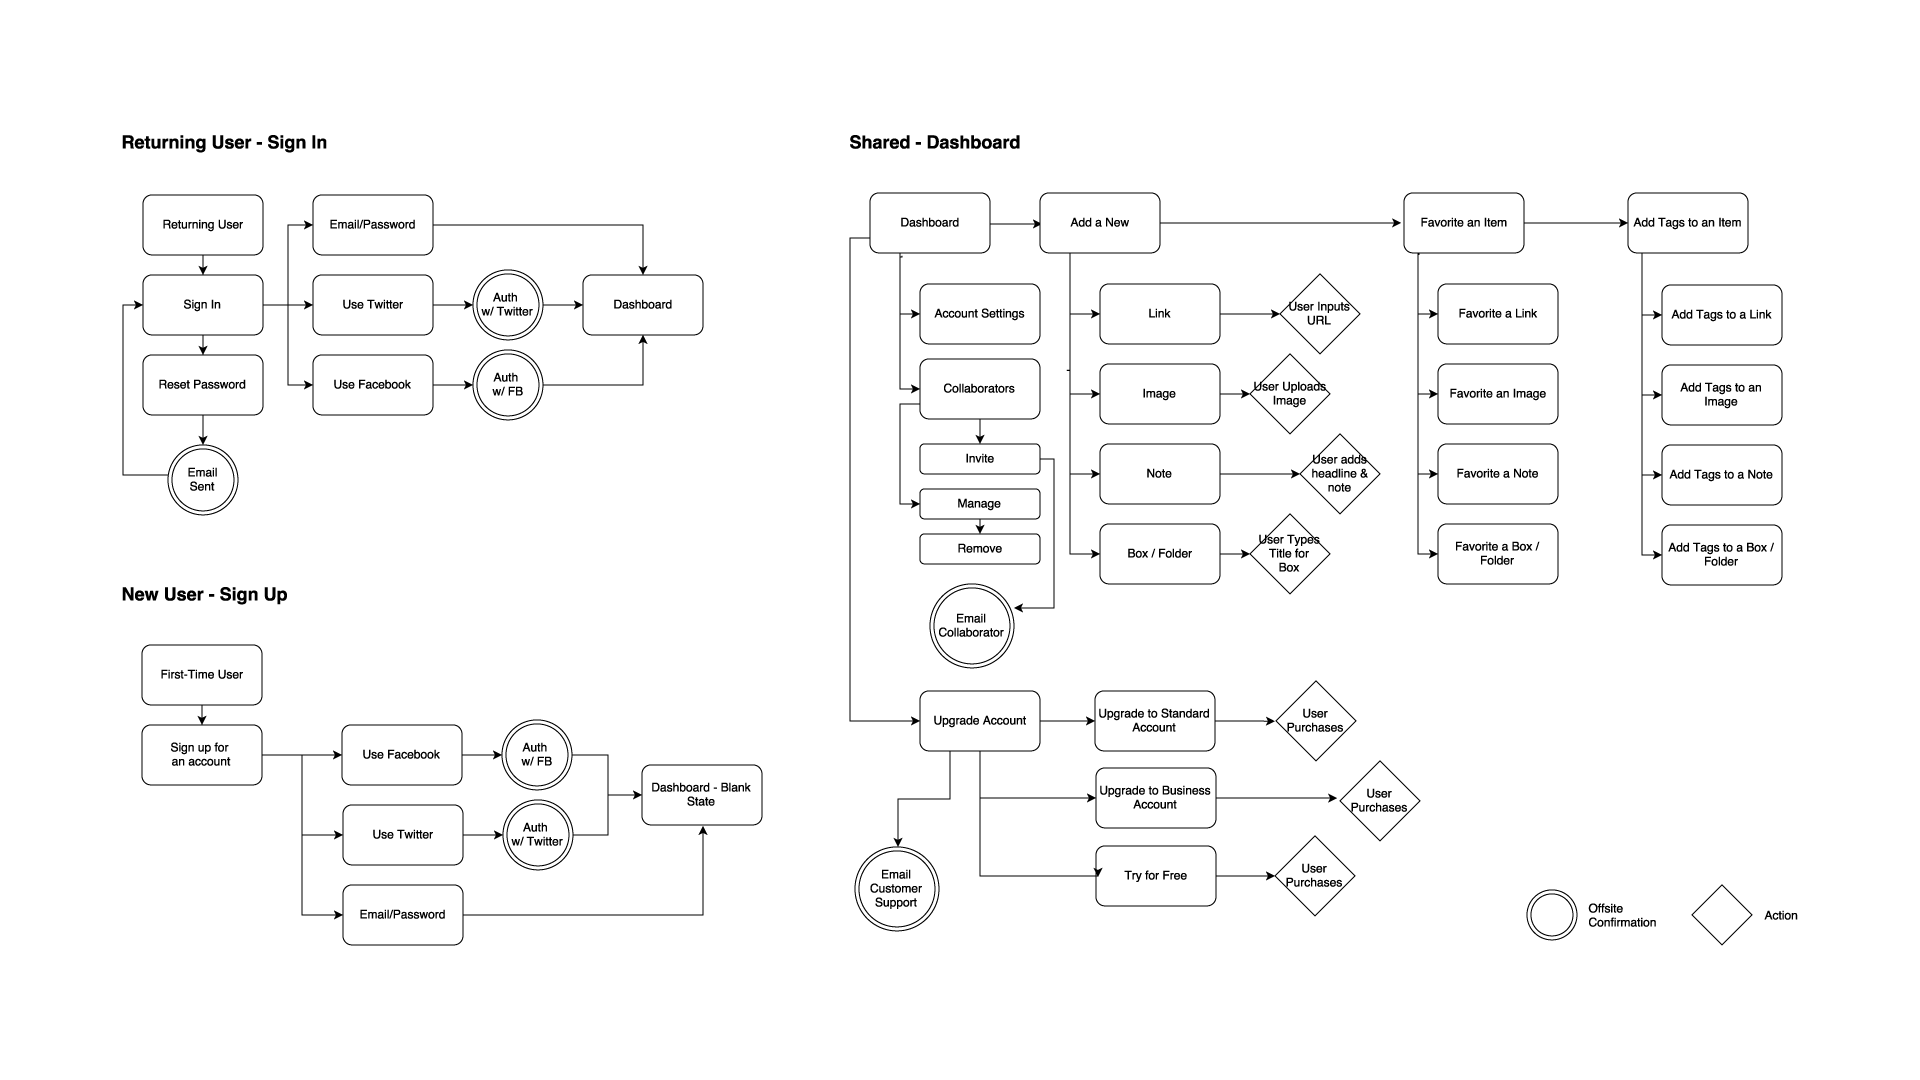 Returning User - Sign In
Returning User
Email/Password
Sign In
Use Twitter
Auth
w/ Twitter
Dashboard
Reset Password
Use Facebook
Auth
w/ FB
Email
Sent
New User - Sign Up
First-Time User
Sign up for
an account
Use Facebook
Auth
w/ FB
Dashboard - Blank
State
Use Twitter
Auth
w/ Twitter
Email/Password
Shared - Dashboard
Dashboard
Add a New
Favorite an Item
Add Tags to an Item
Account Settings
Link
User Inputs
URL
Favorite a Link
Add Tags to a Link
Collaborators
Image
User Uploads
Image
Favorite an Image
Add Tags to an
Image
Invite
Note
User adds
headline &
note
Favorite a Note
Add Tags to a Note
Manage
Remove
Box / Folder
User Types
Title for
Box
Favorite a Box /
Folder
Add Tags to a Box /
Folder
Email
Collaborator
Upgrade Account
Upgrade to Standard
Account
User
Purchases
Upgrade to Business
Account
User
Purchases
Email
Customer
Support
Try for Free
User
Purchases
Offsite
Confirmation
Action